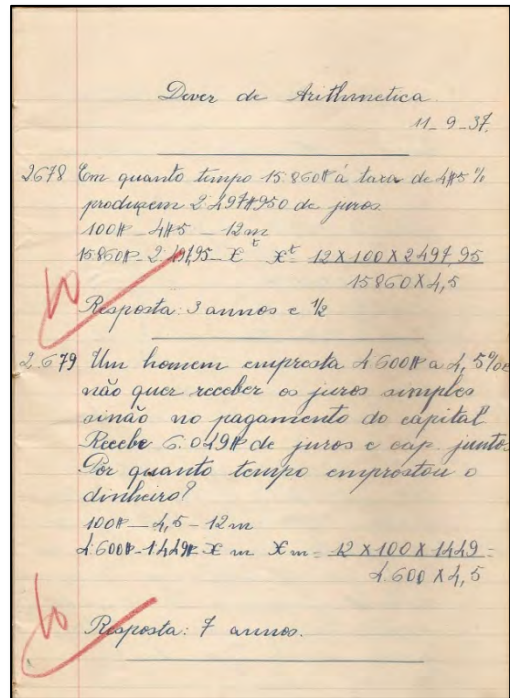 Dever de Arithmetica.
11-9-37.
2678 Em quanto tempo 15.860$ á taxa de 4$5 %
produzem 2.497$950 de juros.
100$ - 4$5 - 12m
15.860$ - 2.497,95 - X t X t = 12 X 100 X 2497 95
15860 X 4,5
10
Resposta: 3 annos e 1/2
2.679 Um homem empresta 4.600$ a 4,5%e
não quer receber os juros simples
sinão no pagamento do capital
Recebe 6.049$ de juros e cap. juntos
Por quanto tempo emprestou o
dinheiro?
100$ - 4,5 - 12m
4.600$ - 1449$ X m X m = 12 X 100 X 1449 =
4.600 X 4,5
10
Resposta: 7 annos.